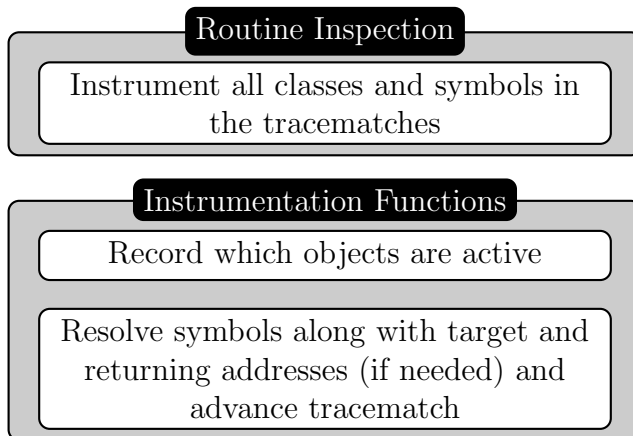 Routine Inspection
Instrument all classes and symbols in
the tracematches
Instrumentation Functions
Record which objects are active
Resolve symbols along with target and
returning addresses (if needed) and
advance tracematch